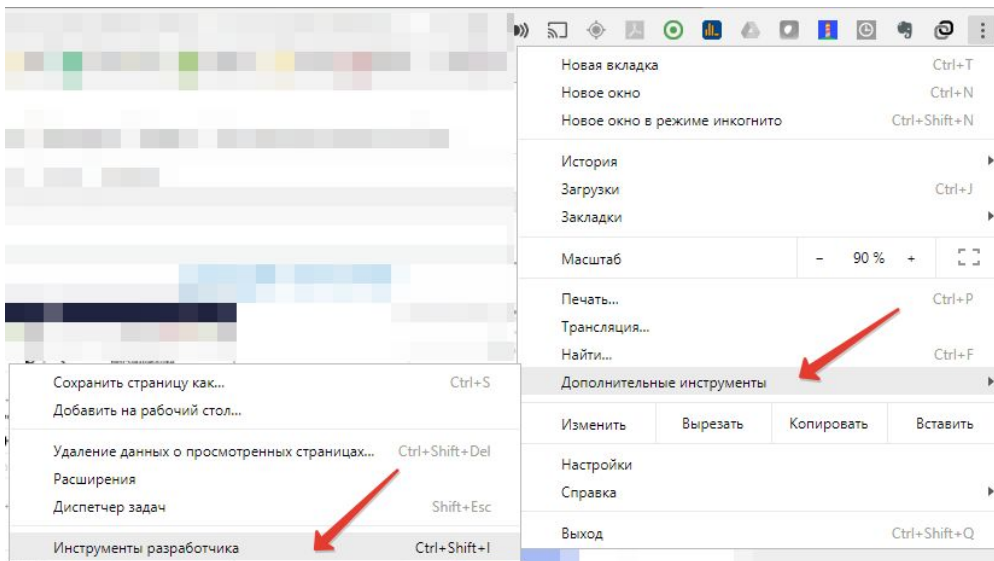 Новая вкладка Ctrl+T
Новое окно Ctrl+N
Новое окно в режиме инкогнито Ctrl+Shift+N
История
Загрузки Ctrl+J
Закладки
Масштаб - 90 % +
Печать... Ctrl+P
Трансляция...
Найти... Ctrl+F
Дополнительные инструменты
Изменить Вырезать Копировать Вставить
Настройки
Справка
Выход Ctrl+Shift+Q
Сохранить страницу как... Ctrl+S
Добавить на рабочий стол...
Удаление данных о просмотренных страницах... Ctrl+Shift+Del
Расширения
Диспетчер задач Shift+Esc
Инструменты разработчика Ctrl+Shift+I